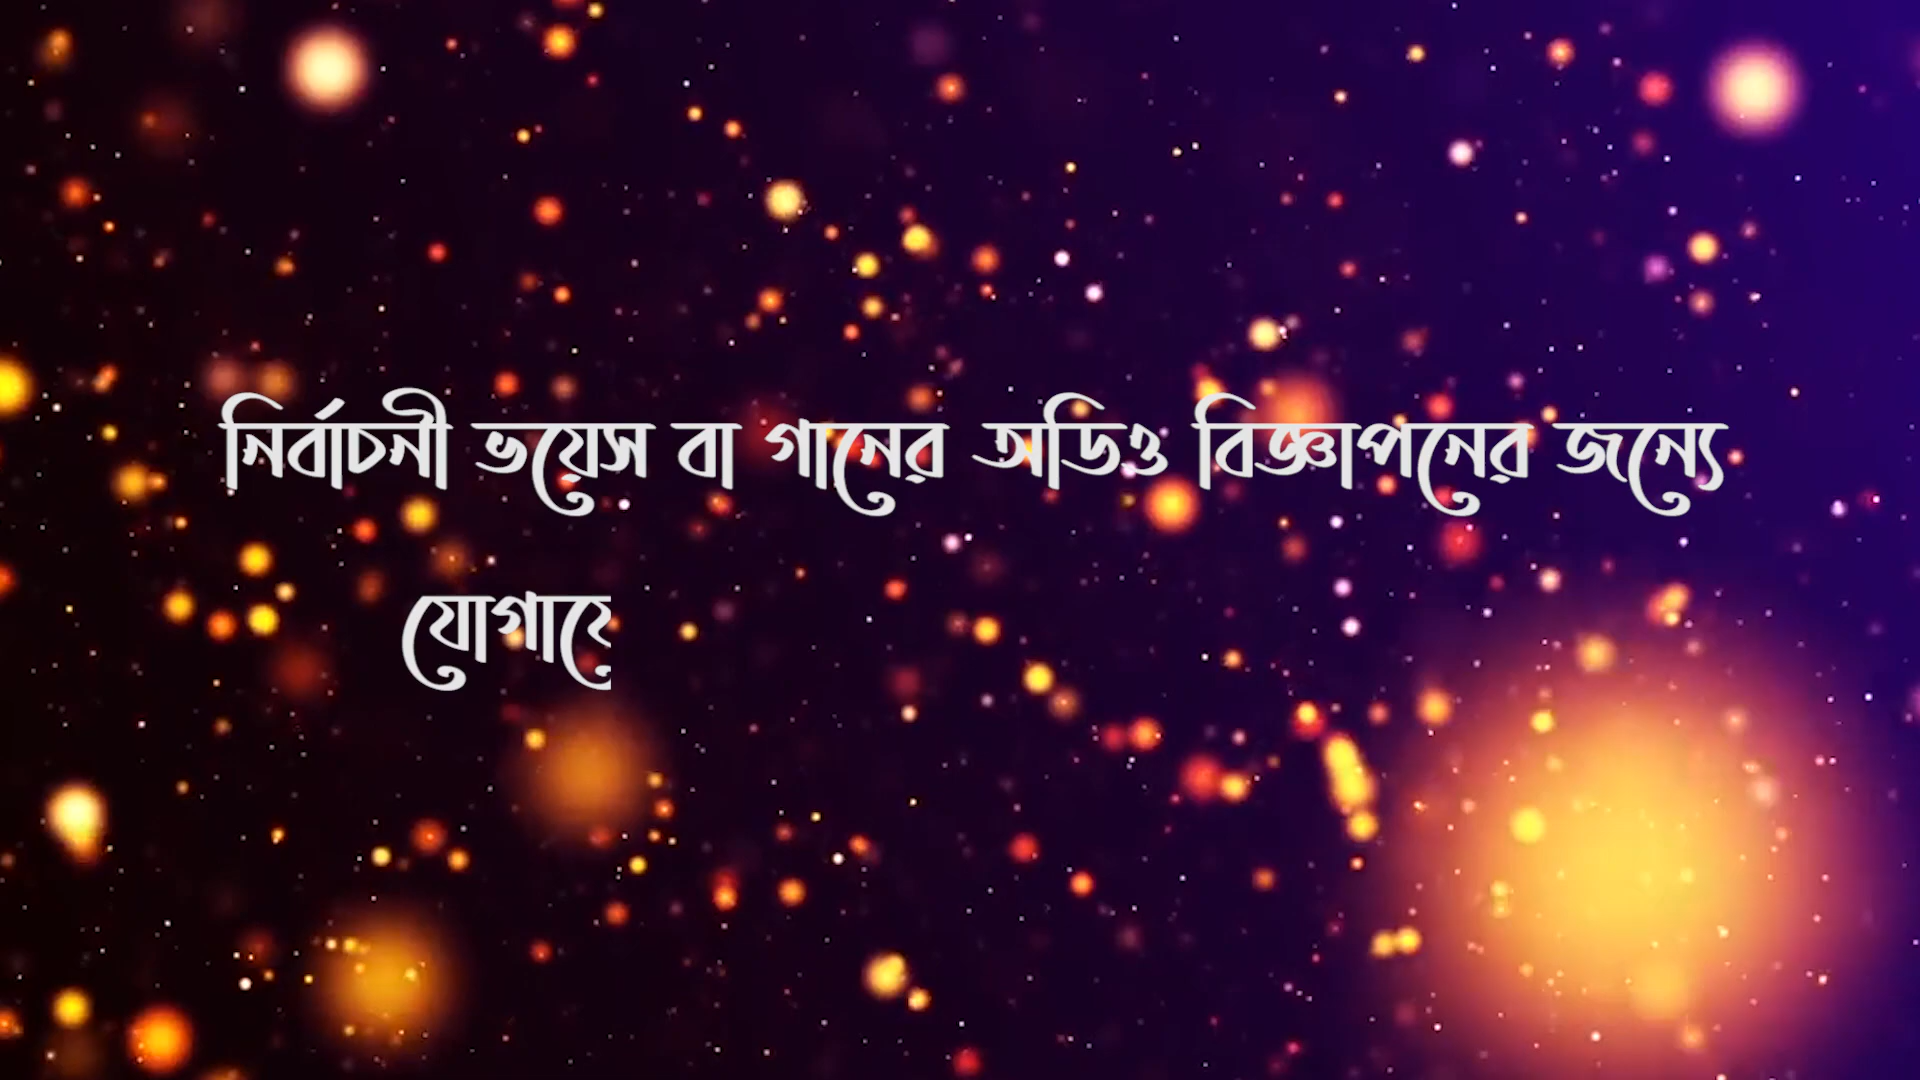 নির্বাচনী ভয়েস বা গানের অডিও বিজ্ঞাপনের জন্যে